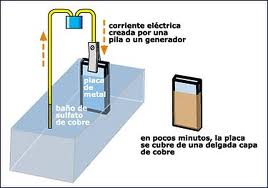 corriente eléctrica
creada por una
pila o un generador
placa
de
metal
baño de
sulfato
de cobre
en pocos minutos, la placa
se cubre de una delgada capa
de cobre